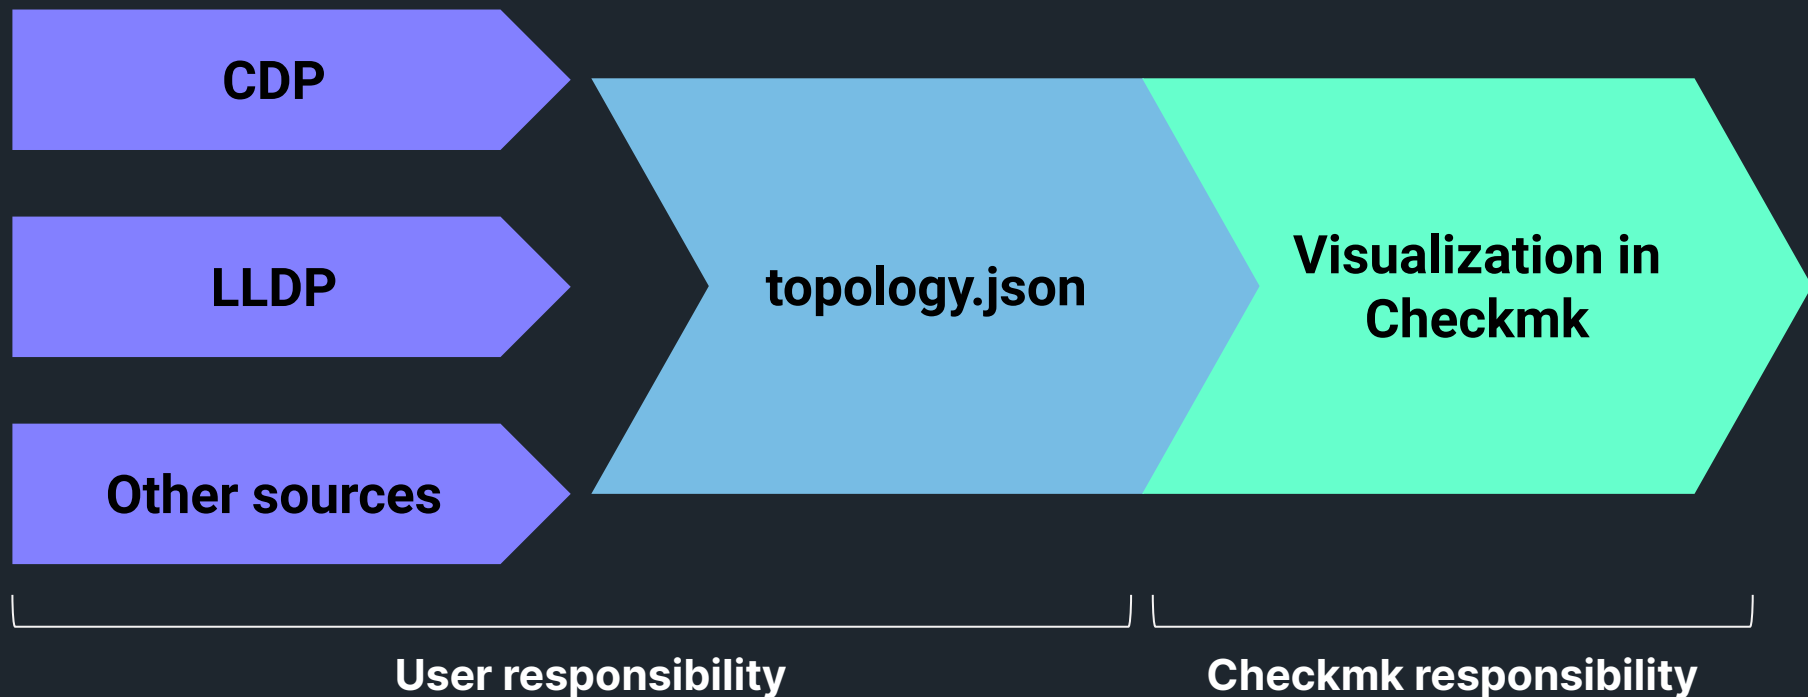 CDP
LLDP
Other sources
topology.json
Visualization in
Checkmk
User responsibility
Checkmk responsibility